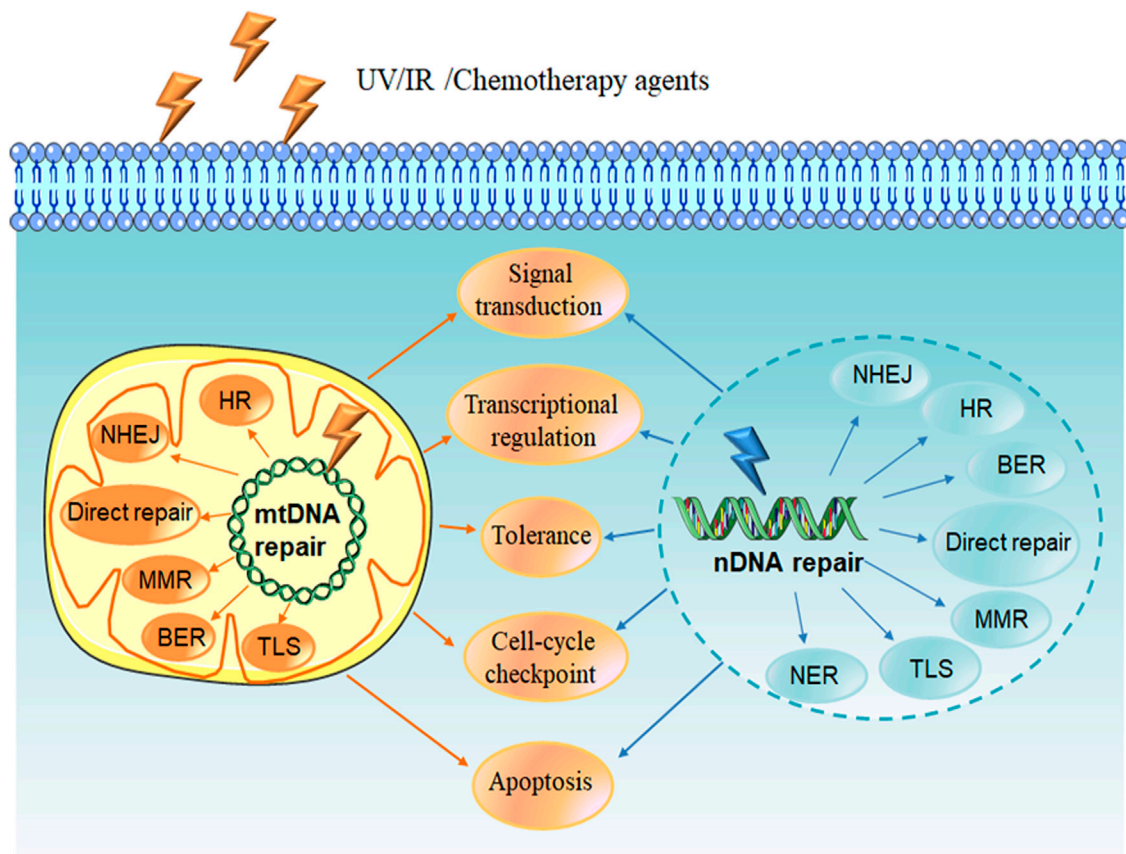 UV/IR /Chemotherapy agents
Signal
transduction
Transcriptional
regulation
Tolerance
Cell-cycle
checkpoint
Apoptosis
HR
NHEJ
Direct repair
MMR
BER
TLS
mtDNA
repair
NHEJ
HR
BER
Direct repair
MMR
TLS
NER
nDNA repair